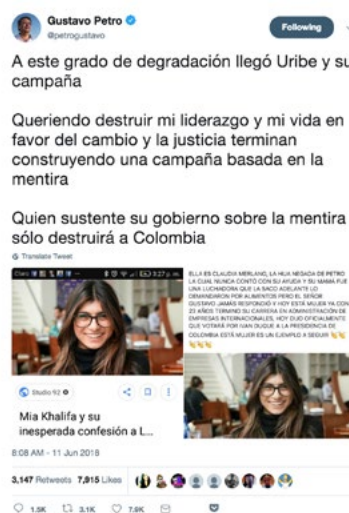 Gustavo Petro
@petrogustavo
Following
A este grado de degradación llegó Uribe y su
campaña
Queriendo destruir mi liderazgo y mi vida en
favor del cambio y la justicia terminan
construyendo una campaña basada en la
mentira
Quien sustente su gobierno sobre la mentira
sólo destruirá a Colombia
Translate Tweet
Claro
3:27 p. m.
Studio 92
Mia Khalifa y su
inesperada confesión a L...
ELLA ES CLAUDIA MERLANO, LA HIJA NEGADA DE PETRO
LA CUAL NUNCA CONTÓ CON SU AYUDA Y SU MAMÁ FUE
UNA LUCHADORA QUE LA SACÓ ADELANTE LO
DEMANDARON POR ALIMENTOS PERO EL SEÑOR
GUSTAVO JAMÁS RESPONDIÓ Y HOY ESTÁ MUJER YA CON
23 AÑOS TERMINO SU CARRERA EN ADMINISTRACIÓN DE
EMPRESAS INTERNACIONALES, HOY DIJO OFICIALMENTE
QUE VOTARÁ POR IVAN DUQUE A LA PRESIDENCIA DE
COLOMBIA ESTÁ MUJER ES UN EJEMPLO A SEGUIR
8:08 AM - 11 Jun 2018
3,147 Retweets 7,915 Likes
1.5K 3.1K 7.9K